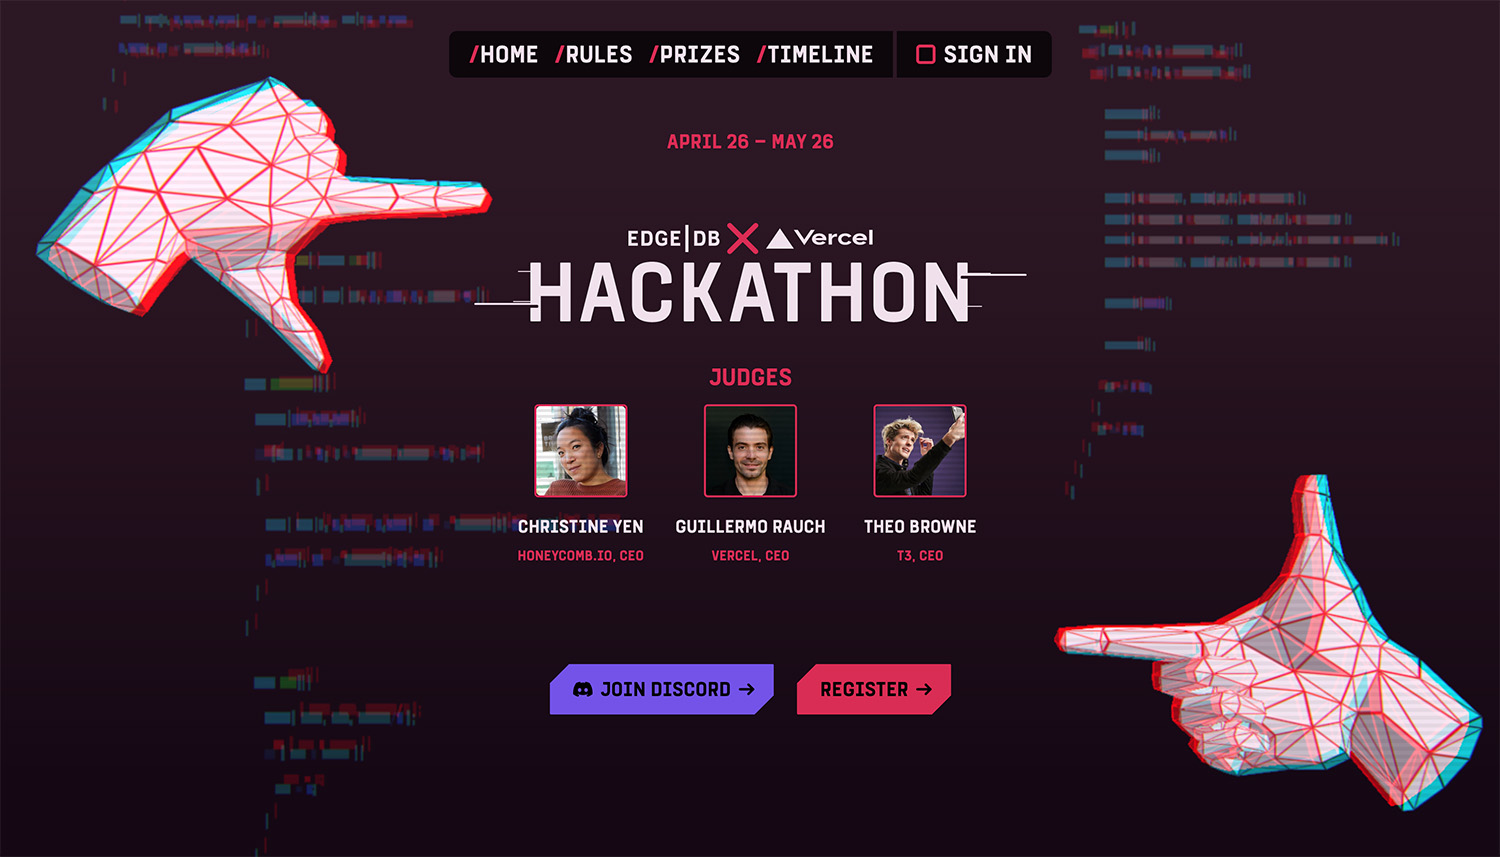 /HOME /RULES /PRIZES /TIMELINE SIGN IN
APRIL 26 – MAY 26
EDGE|DB X Vercel
HACKATHON
JUDGES
CHRISTINE YEN GUILLERMO RAUCH THEO BROWNE
HONEYCOMB.IO, CEO VERCEL, CEO T3, CEO
JOIN DISCORD → REGISTER →